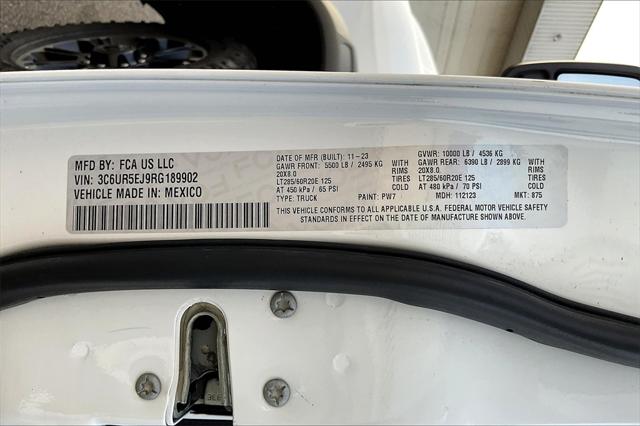 MFD BY: FCA US LLC
VIN: 3C6UR5EJ9RG189902
VEHICLE MADE IN: MEXICO
DATE OF MFR (BUILT): 11-23
GAWR FRONT: 5500 LB / 2495 KG WITH
20X8.0 RIMS
LT285/60R20E 125 TIRES
AT 450 kPa / 65 PSI COLD
TYPE: TRUCK PAINT: PW7
GVWR: 10000 LB / 4536 KG
GAWR REAR: 6390 LB / 2899 KG WITH
20X8.0 RIMS
LT285/60R20E 125 TIRES
AT 480 kPa / 70 PSI COLD
MDH: 112123 MKT: 875
THIS VEHICLE CONFORMS TO ALL APPLICABLE U.S.A. FEDERAL MOTOR VEHICLE SAFETY
STANDARDS IN EFFECT ON THE DATE OF MANUFACTURE SHOWN ABOVE.